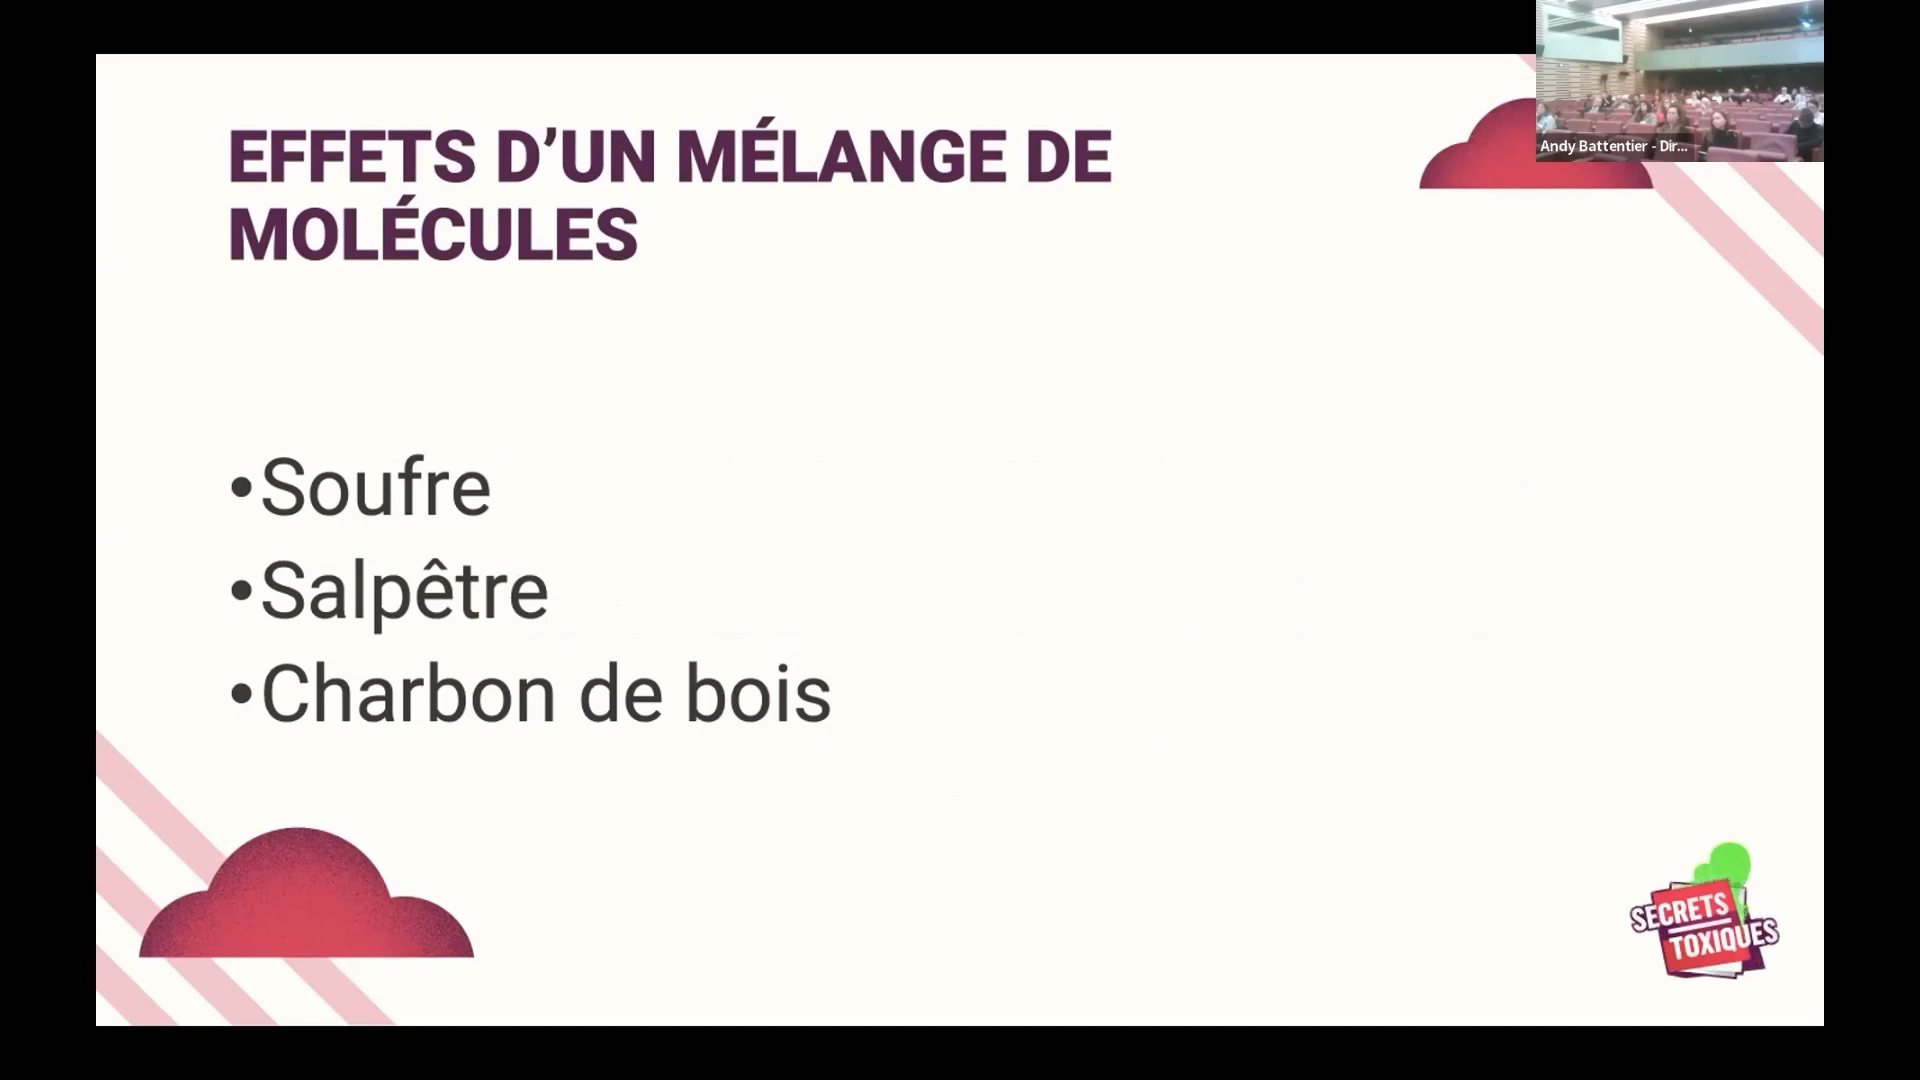 Andy Battentier - Dir...
EFFETS D’UN MÉLANGE DE
MOLÉCULES
•Soufre
•Salpêtre
•Charbon de bois
SECRETS
TOXIQUES